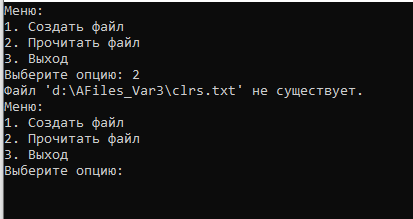 Меню:
1. Создать файл
2. Прочитать файл
3. Выход
Выберите опцию: 2
Файл 'd:\AFiles_Var3\clrs.txt' не существует.
Меню:
1. Создать файл
2. Прочитать файл
3. Выход
Выберите опцию: